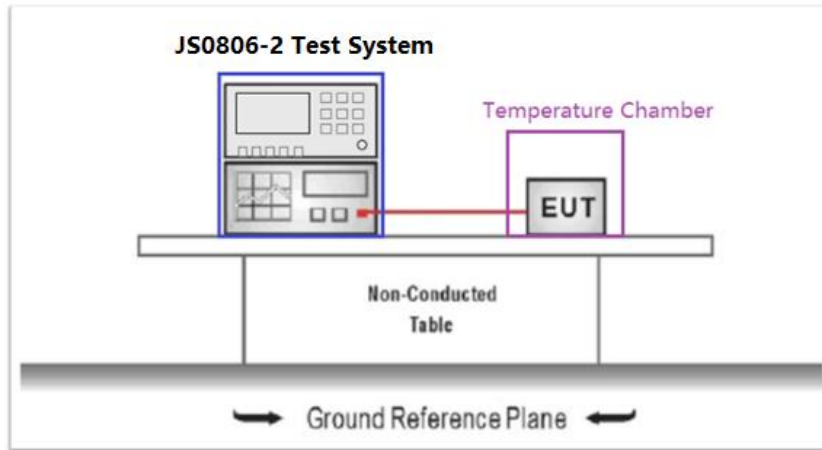 JS0806-2 Test System
Temperature Chamber
EUT
Non-Conducted
Table
Ground Reference Plane